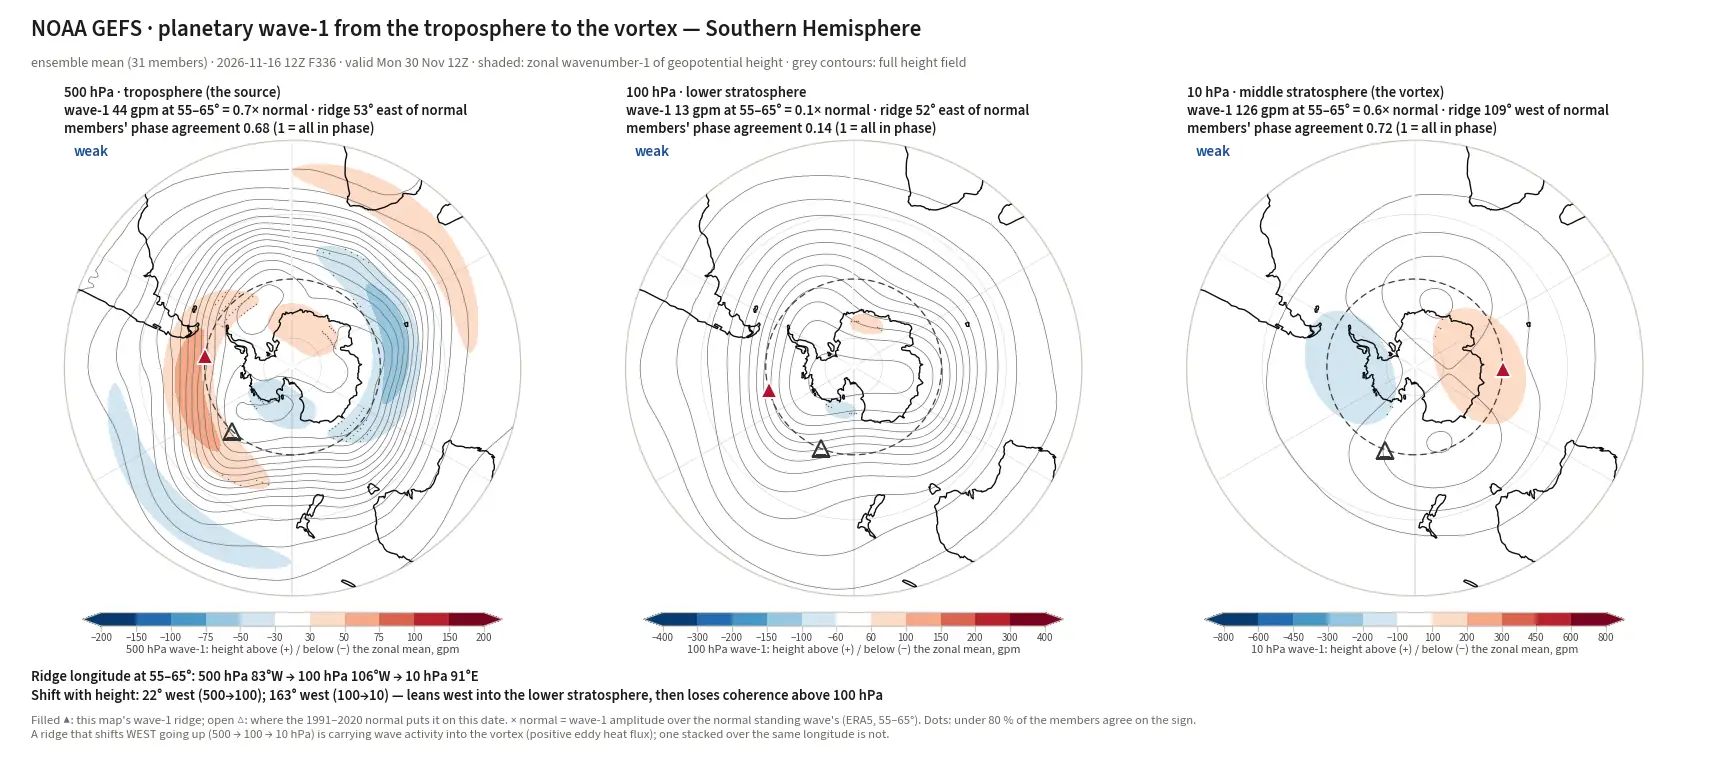 NOAA GEFS · planetary wave-1 from the troposphere to the vortex — Southern Hemisphere
ensemble mean (31 members) · 2026-11-16 12Z F336 · valid Mon 30 Nov 12Z · shaded: zonal wavenumber-1 of geopotential height · grey contours: full height field
500 hPa · troposphere (the source)
wave-1 44 gpm at 55–65° = 0.7× normal · ridge 53° east of normal
members' phase agreement 0.68 (1 = all in phase)
weak
100 hPa · lower stratosphere
wave-1 13 gpm at 55–65° = 0.1× normal · ridge 52° east of normal
members' phase agreement 0.14 (1 = all in phase)
weak
10 hPa · middle stratosphere (the vortex)
wave-1 126 gpm at 55–65° = 0.6× normal · ridge 109° west of normal
members' phase agreement 0.72 (1 = all in phase)
weak
−200 −150 −100 −75 −50 −30 30 50 75 100 150 200
500 hPa wave-1: height above (+) / below (−) the zonal mean, gpm
−400 −300 −200 −150 −100 −60 60 100 150 200 300 400
100 hPa wave-1: height above (+) / below (−) the zonal mean, gpm
−800 −600 −450 −300 −200 −100 100 200 300 450 600 800
10 hPa wave-1: height above (+) / below (−) the zonal mean, gpm
Ridge longitude at 55–65°: 500 hPa 83°W → 100 hPa 106°W → 10 hPa 91°E
Shift with height: 22° west (500→100); 163° west (100→10) — leans west into the lower stratosphere, then loses coherence above 100 hPa
Filled ▲: this map's wave-1 ridge; open △: where the 1991–2020 normal puts it on this date. × normal = wave-1 amplitude over the normal standing wave's (ERA5, 55–65°). Dots: under 80 % of the members agree on the sign.
A ridge that shifts WEST going up (500 → 100 → 10 hPa) is carrying wave activity into the vortex (positive eddy heat flux); one stacked over the same longitude is not.